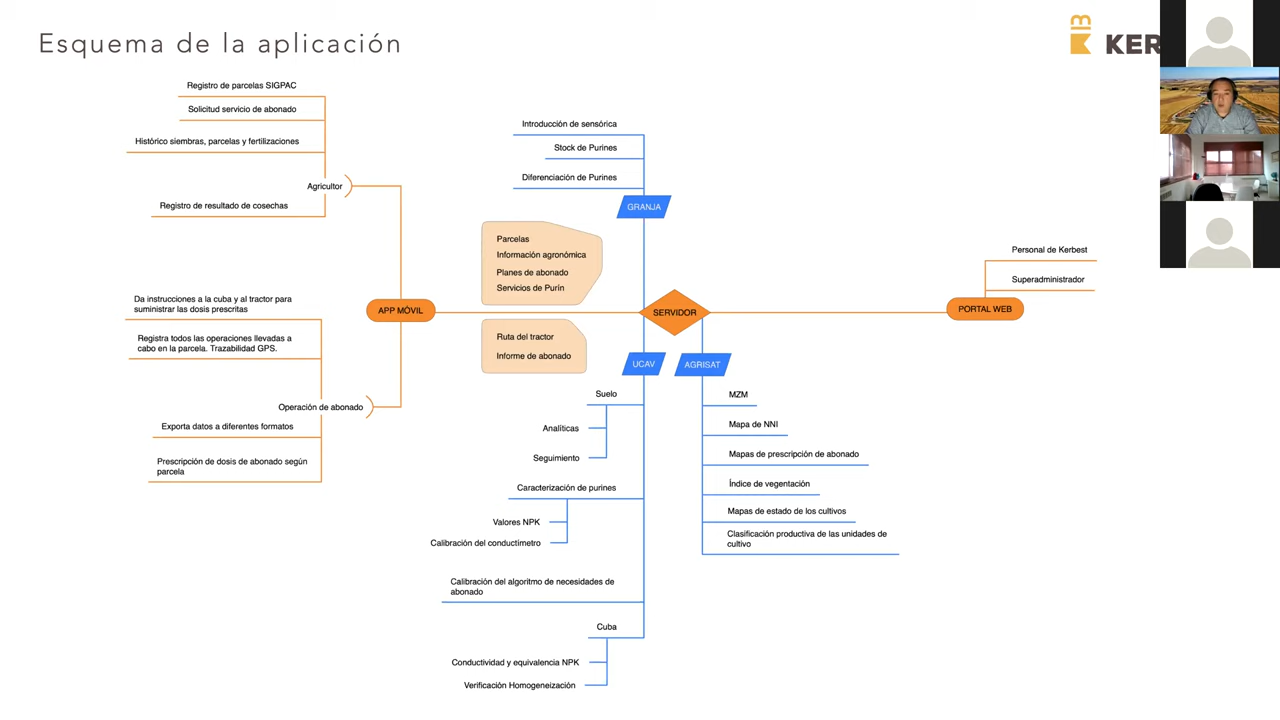 Esquema de la aplicación
KER
Registro de parcelas SIGPAC
Solicitud servicio de abonado
Histórico siembras, parcelas y fertilizaciones
Agricultor
Registro de resultado de cosechas
Da instrucciones a la cuba y al tractor para
suministrar las dosis prescritas
Registra todos las operaciones llevadas a
cabo en la parcela. Trazabilidad GPS.
Operación de abonado
Exporta datos a diferentes formatos
Prescripción de dosis de abonado según
parcela
APP MÓVIL
Introducción de sensórica
Stock de Purines
Diferenciación de Purines
GRANJA
Parcelas
Información agronómica
Planes de abonado
Servicios de Purín
Ruta del tractor
Informe de abonado
SERVIDOR
UCAV
AGRISAT
Suelo
Analíticas
Seguimiento
Caracterización de purines
Valores NPK
Calibración del conductímetro
Calibración del algoritmo de necesidades de
abonado
Cuba
Conductividad y equivalencia NPK
Verificación Homogeneización
MZM
Mapa de NNI
Mapas de prescripción de abonado
Índice de vegentación
Mapas de estado de los cultivos
Clasificación productiva de las unidades de
cultivo
Personal de Kerbest
Superadministrador
PORTAL WEB